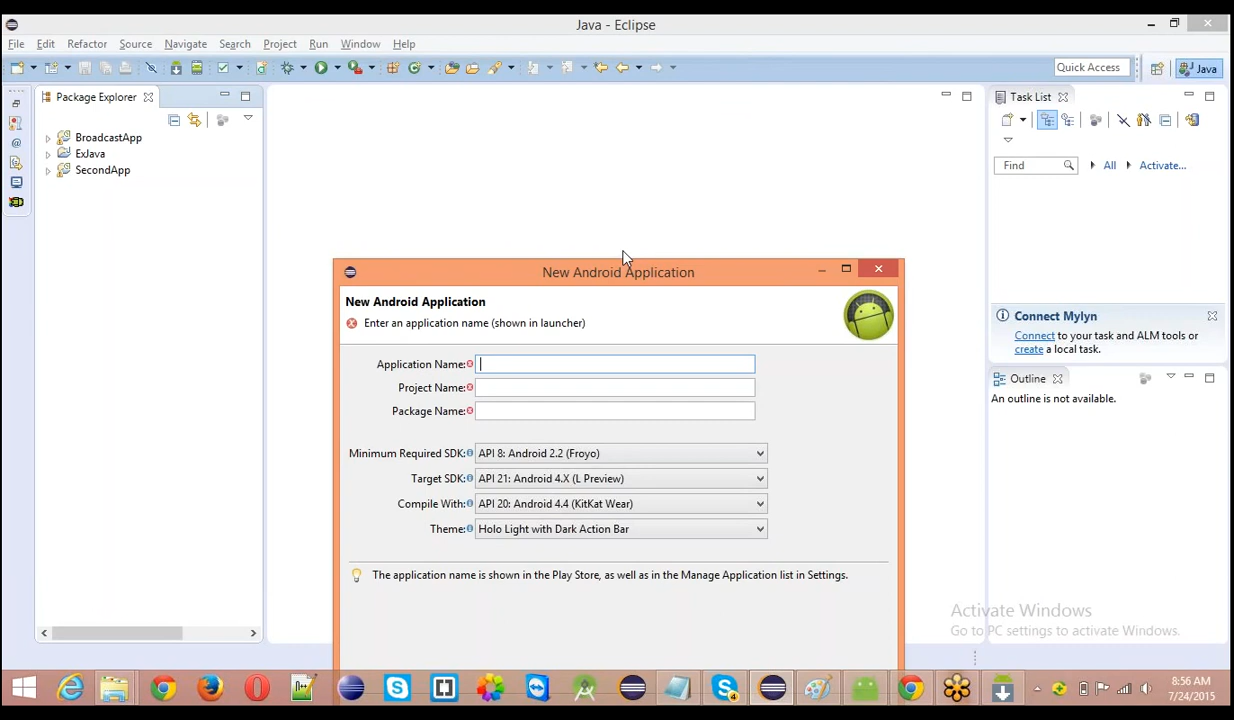 Java - Eclipse
File Edit Refactor Source Navigate Search Project Run Window Help
Quick Access
Java
Package Explorer
BroadcastApp
ExJava
SecondApp
Task List
Find
All
Activate...
Connect Mylyn
Connect to your task and ALM tools or
create a local task.
Outline
An outline is not available.
New Android Application
New Android Application
Enter an application name (shown in launcher)
Application Name:
Project Name:
Package Name:
Minimum Required SDK: API 8: Android 2.2 (Froyo)
Target SDK: API 21: Android 4.X (L Preview)
Compile With: API 20: Android 4.4 (KitKat Wear)
Theme: Holo Light with Dark Action Bar
The application name is shown in the Play Store, as well as in the Manage Application list in Settings.
Activate Windows
Go to PC settings to activate Windows.
4
8:56 AM
7/24/2015